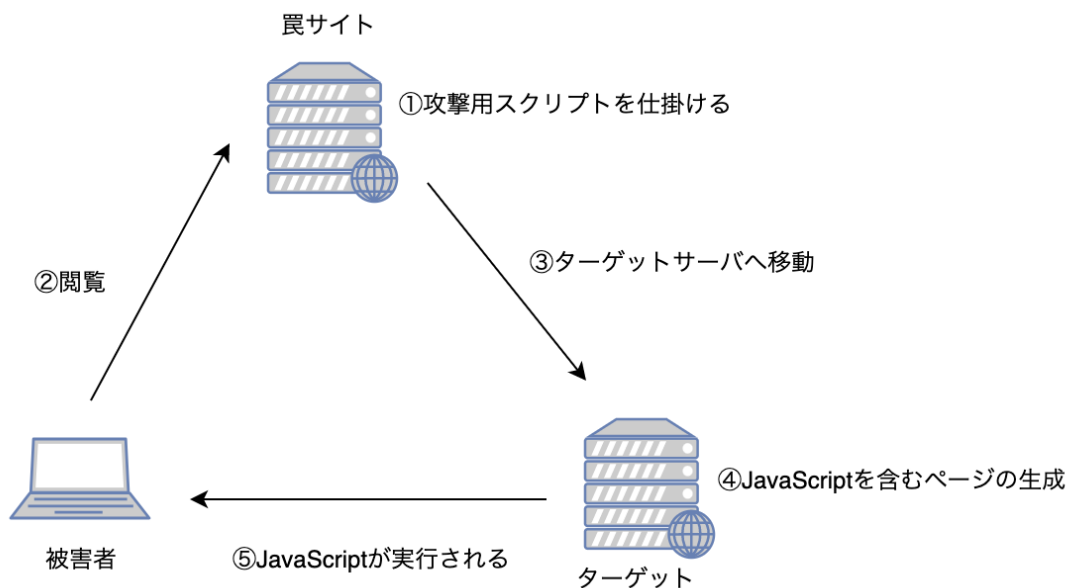 罠サイト
①攻撃用スクリプトを仕掛ける
②閲覧
③ターゲットサーバへ移動
④JavaScriptを含むページの生成
⑤JavaScriptが実行される
被害者
ターゲット